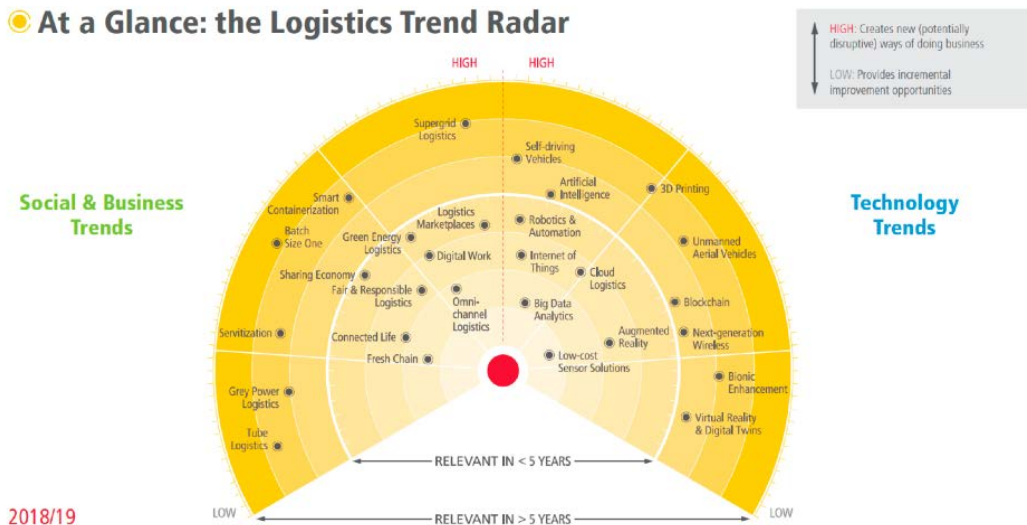 At a Glance: the Logistics Trend Radar
HIGH: Creates new (potentially
disruptive) ways of doing business
LOW: Provides incremental
improvement opportunities
HIGH
HIGH
Social & Business
Trends
Technology
Trends
Supergrid
Logistics
Self-driving
Vehicles
Smart
Containerization
Artificial
Intelligence
3D Printing
Batch
Size One
Logistics
Marketplaces
Robotics &
Automation
Green Energy
Logistics
Unmanned
Aerial Vehicles
Digital Work
Internet of
Things
Sharing Economy
Cloud
Logistics
Fair & Responsible
Logistics
Omni-
channel
Logistics
Big Data
Analytics
Blockchain
Servitization
Connected Life
Augmented
Reality
Next-generation
Wireless
Fresh Chain
Low-cost
Sensor Solutions
Grey Power
Logistics
Bionic
Enhancement
Tube
Logistics
Virtual Reality
& Digital Twins
RELEVANT IN < 5 YEARS
LOW
RELEVANT IN > 5 YEARS
LOW
2018/19